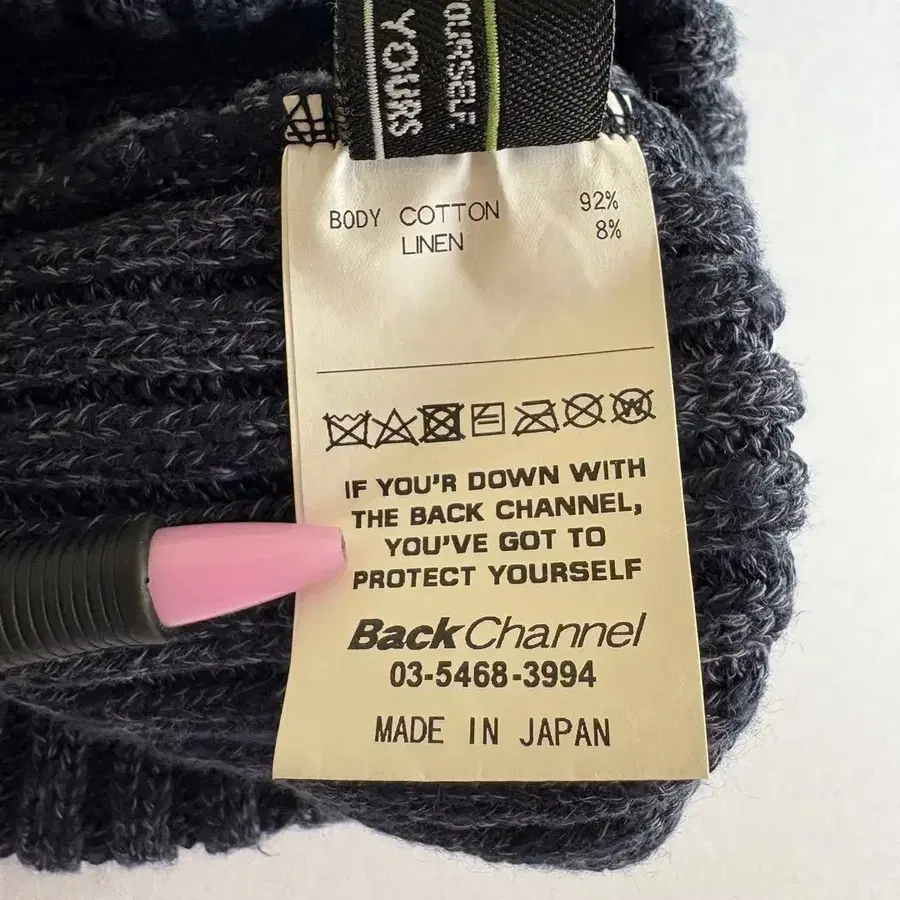 YOURS
YOURSELF.
BODY COTTON 92%
LINEN 8%
W
IF YOU'R DOWN WITH
THE BACK CHANNEL,
YOU'VE GOT TO
PROTECT YOURSELF
BackChannel
03-5468-3994
MADE IN JAPAN